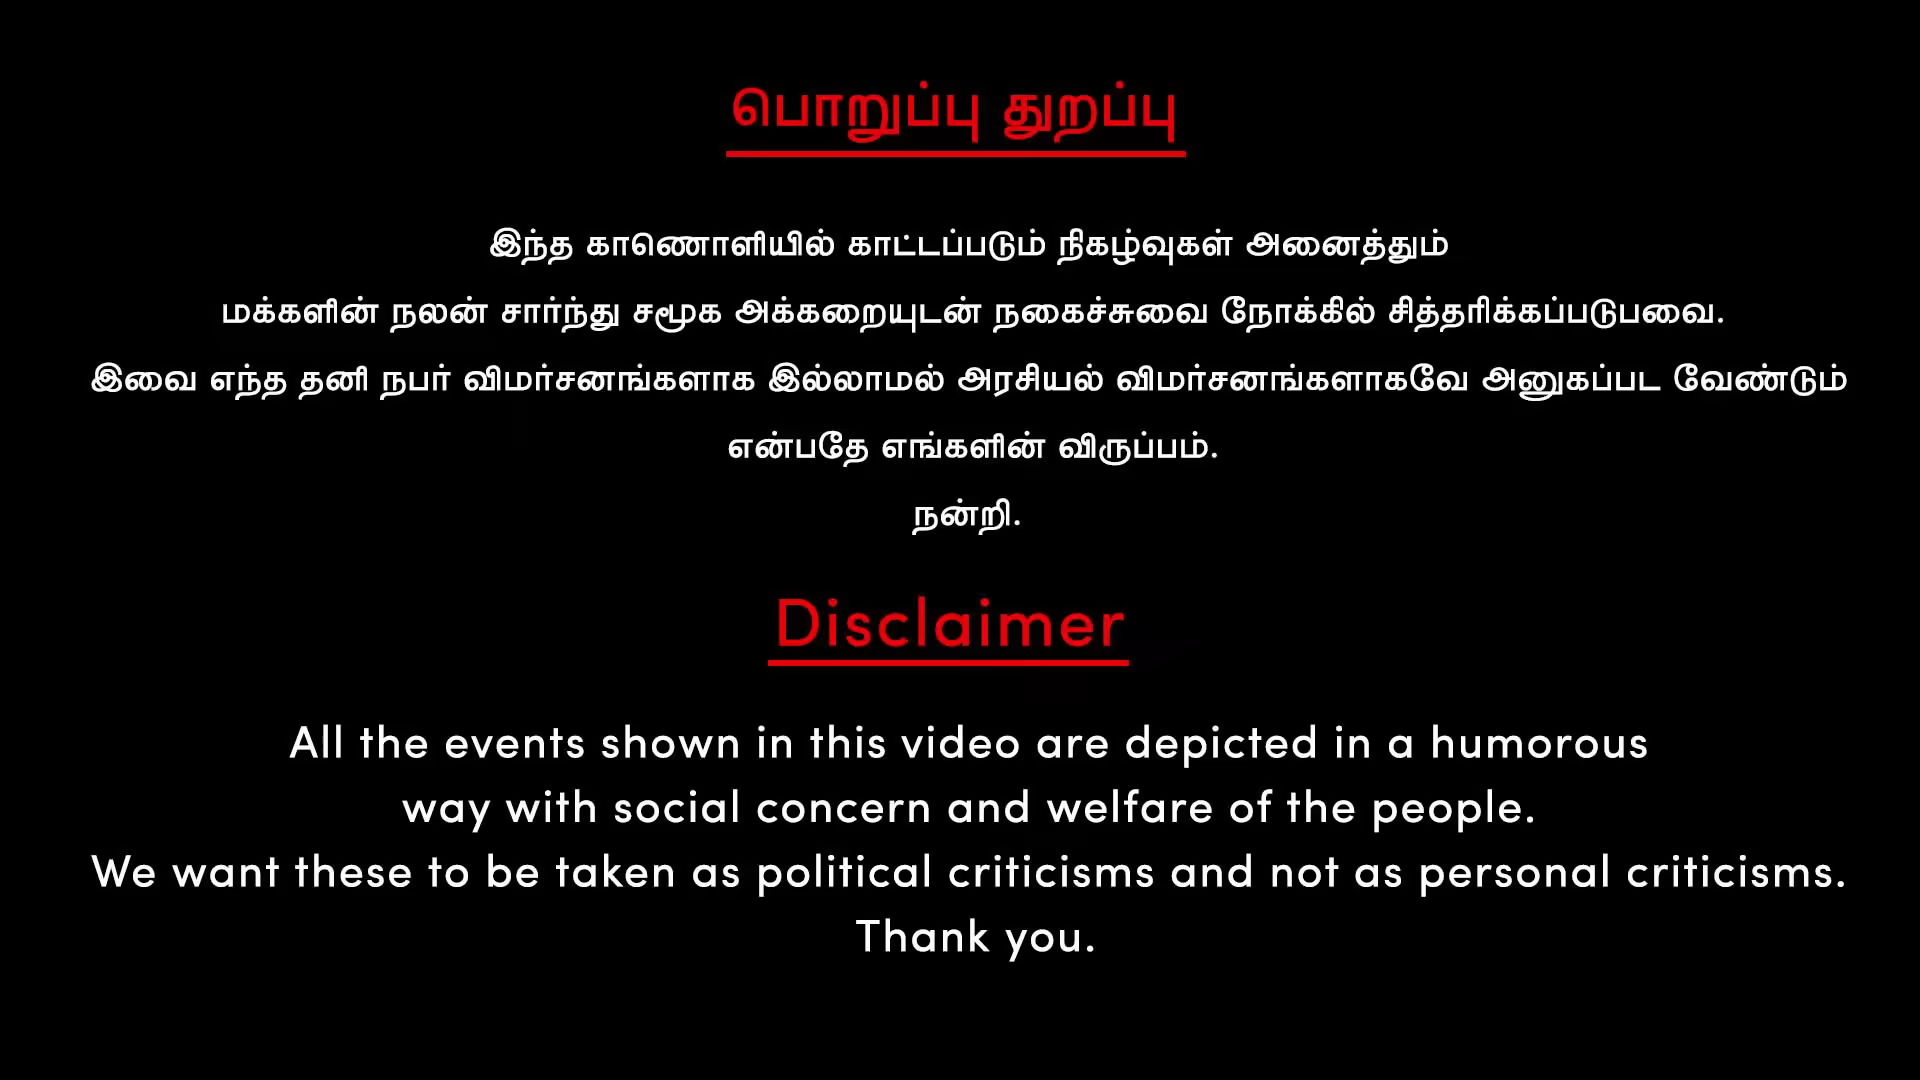 பொறுப்பு துறப்பு
இந்த காணொளியில் காட்டப்படும் நிகழ்வுகள் அனைத்தும்
மக்களின் நலன் சார்ந்து சமூக அக்கறையுடன் நகைச்சுவை நோக்கில் சித்தரிக்கப்படுபவை.
இவை எந்த தனி நபர் விமர்சனங்களாக இல்லாமல் அரசியல் விமர்சனங்களாகவே அனுகப்பட வேண்டும்
என்பதே எங்களின் விருப்பம்.
நன்றி.
Disclaimer
All the events shown in this video are depicted in a humorous
way with social concern and welfare of the people.
We want these to be taken as political criticisms and not as personal criticisms.
Thank you.